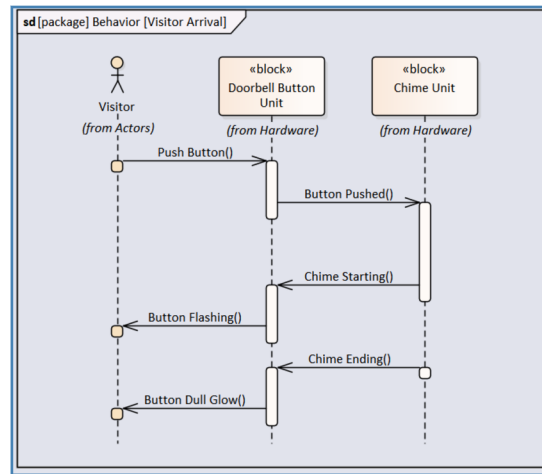 sd [package] Behavior [Visitor Arrival]
«block»
Doorbell Button
Unit
«block»
Chime Unit
Visitor
(from Actors)
(from Hardware)
(from Hardware)
Push Button()
Button Pushed()
Chime Starting()
Button Flashing()
Chime Ending()
Button Dull Glow()